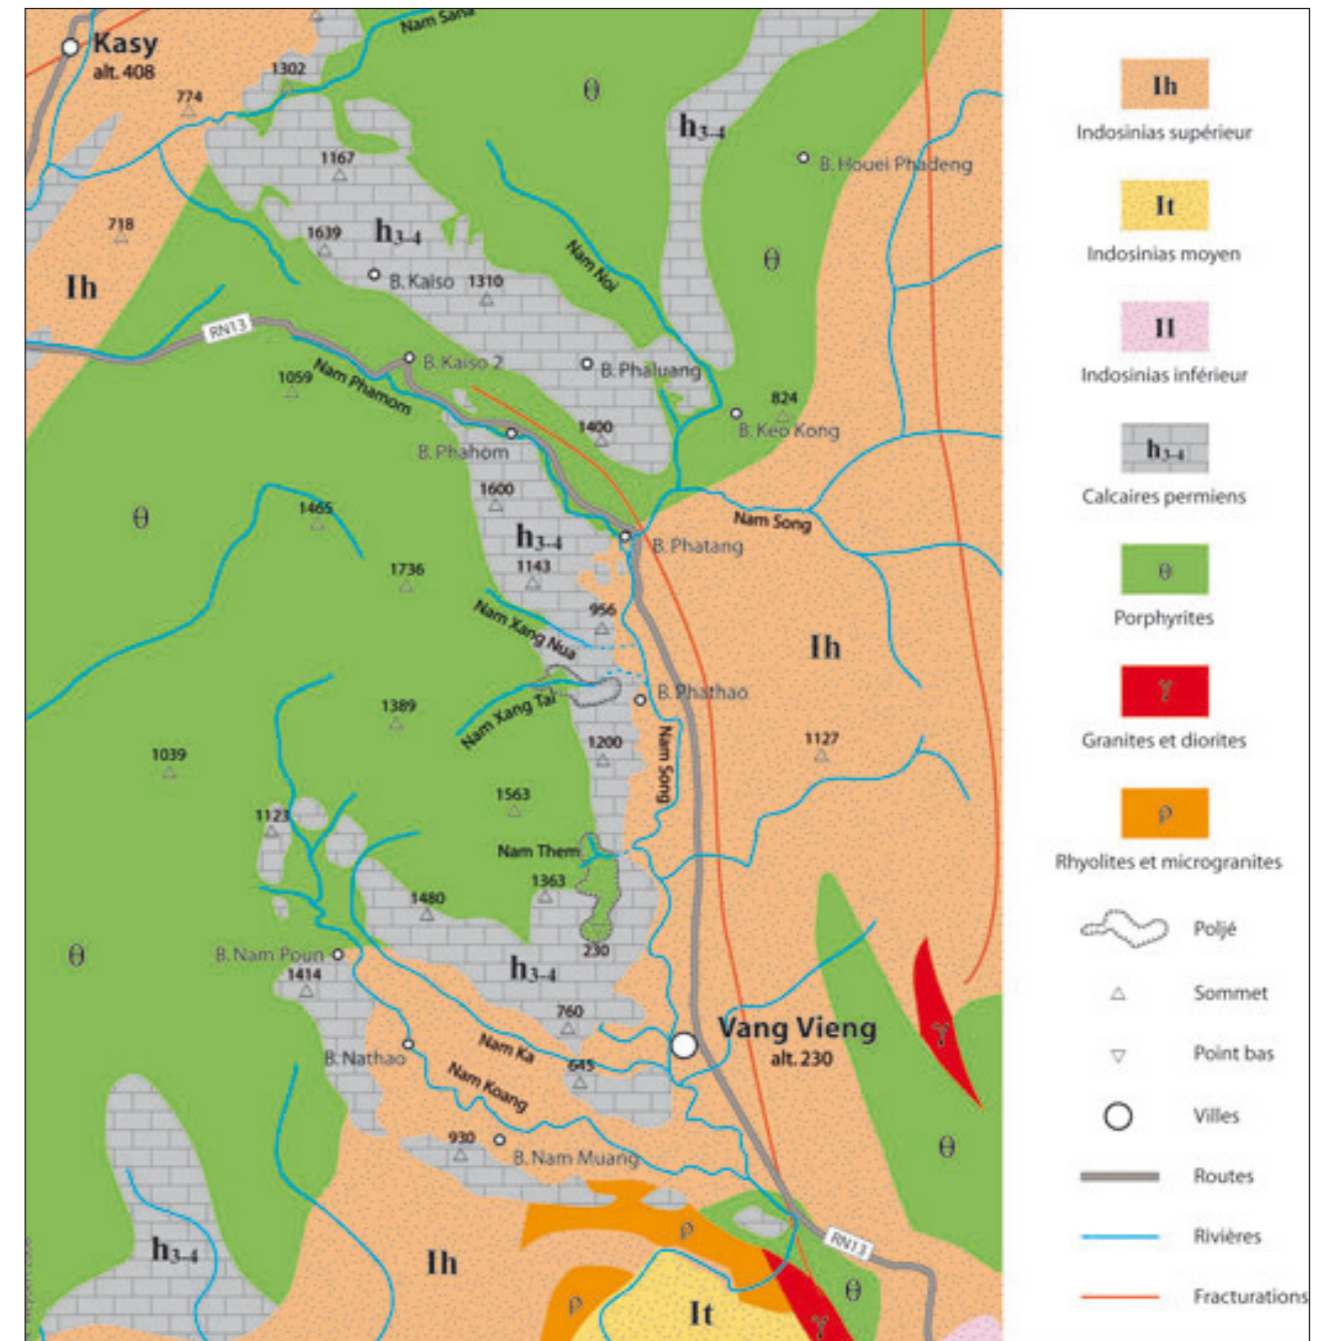 Nam Sana
Kasy
alt. 408
1302
774
θ
h3-4
1167
B. Houei Phadeng
718
1639
h3-4
Nam Noi
θ
Ih
B. Kaiso
1310
RN13
1059
Nam Phamom
B. Kaiso 2
B. Phaluang
824
1400
B. Keo Kong
B. Phahom
1600
θ
1465
h3-4
Nam Song
B. Phatang
1736
1143
956
Nam Xang Nua
Ih
B. Phathao
1389
Nam Xang Tai
1039
1200
Nam Song
1127
1563
1123
Nam Them
1363
1480
θ
B. Nam Poun
1414
h3-4
230
760
Vang Vieng
alt. 230
γ
B. Nathao
Nam Ka
645
Nam Koang
930
B. Nam Muang
θ
h3-4
Ih
ρ
RN13
ρ
It
θ
γ
Ih
Indosinias supérieur
It
Indosinias moyen
II
Indosinias inférieur
h3-4
Calcaires permiens
θ
Porphyrites
γ
Granites et diorites
ρ
Rhyolites et microgranites
Poljé
Sommet
Point bas
Villes
Routes
Rivières
Fracturations